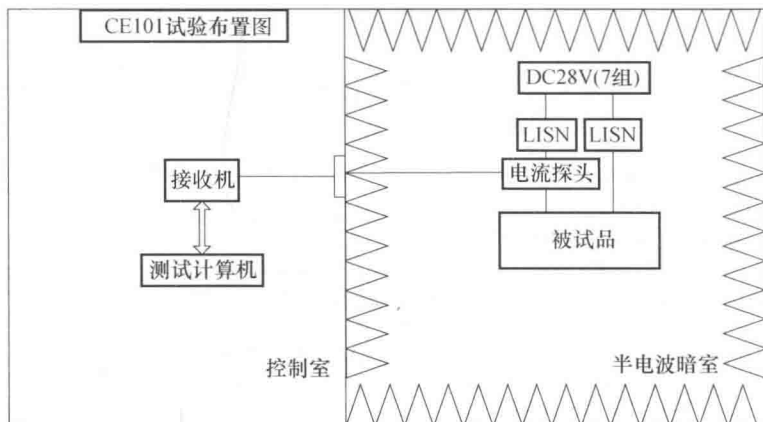 CE101试验布置图
DC28V(7组)
LISN
LISN
接收机
电流探头
被试品
测试计算机
控制室
半电波暗室